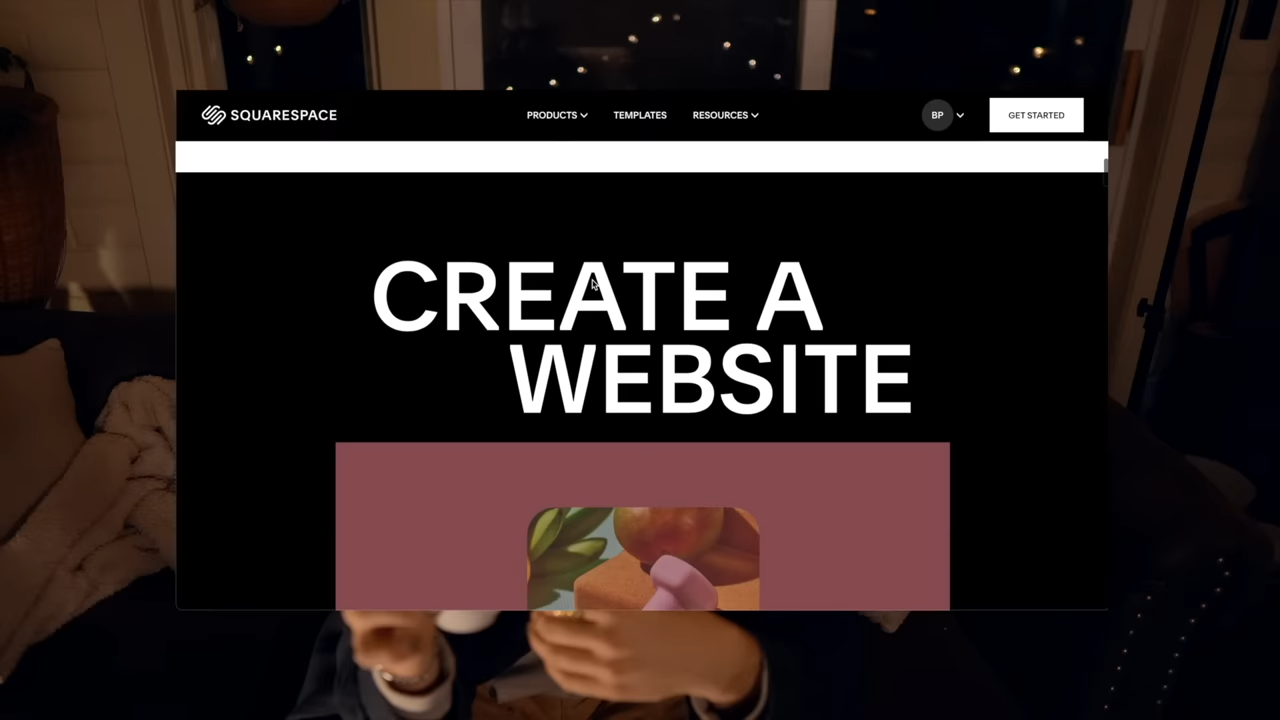 SQUARESPACE
PRODUCTS
TEMPLATES
RESOURCES
BP
GET STARTED
CREATE A
WEBSITE